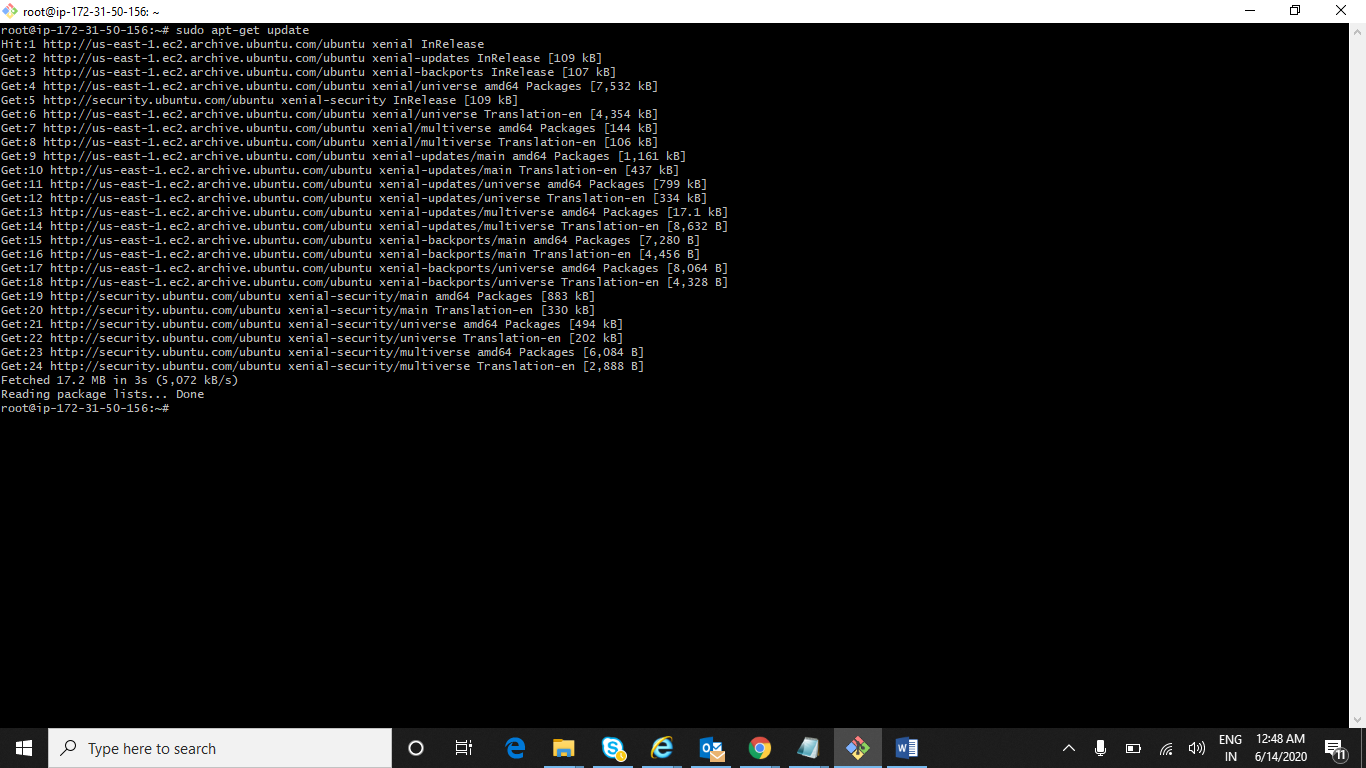 root@ip-172-31-50-156: ~
root@ip-172-31-50-156:~# sudo apt-get update
Hit:1 http://us-east-1.ec2.archive.ubuntu.com/ubuntu xenial InRelease
Get:2 http://us-east-1.ec2.archive.ubuntu.com/ubuntu xenial-updates InRelease [109 kB]
Get:3 http://us-east-1.ec2.archive.ubuntu.com/ubuntu xenial-backports InRelease [107 kB]
Get:4 http://us-east-1.ec2.archive.ubuntu.com/ubuntu xenial/universe amd64 Packages [7,532 kB]
Get:5 http://security.ubuntu.com/ubuntu xenial-security InRelease [109 kB]
Get:6 http://us-east-1.ec2.archive.ubuntu.com/ubuntu xenial/universe Translation-en [4,354 kB]
Get:7 http://us-east-1.ec2.archive.ubuntu.com/ubuntu xenial/multiverse amd64 Packages [144 kB]
Get:8 http://us-east-1.ec2.archive.ubuntu.com/ubuntu xenial/multiverse Translation-en [106 kB]
Get:9 http://us-east-1.ec2.archive.ubuntu.com/ubuntu xenial-updates/main amd64 Packages [1,161 kB]
Get:10 http://us-east-1.ec2.archive.ubuntu.com/ubuntu xenial-updates/main Translation-en [437 kB]
Get:11 http://us-east-1.ec2.archive.ubuntu.com/ubuntu xenial-updates/universe amd64 Packages [799 kB]
Get:12 http://us-east-1.ec2.archive.ubuntu.com/ubuntu xenial-updates/universe Translation-en [334 kB]
Get:13 http://us-east-1.ec2.archive.ubuntu.com/ubuntu xenial-updates/multiverse amd64 Packages [17.1 kB]
Get:14 http://us-east-1.ec2.archive.ubuntu.com/ubuntu xenial-updates/multiverse Translation-en [8,632 B]
Get:15 http://us-east-1.ec2.archive.ubuntu.com/ubuntu xenial-backports/main amd64 Packages [7,280 B]
Get:16 http://us-east-1.ec2.archive.ubuntu.com/ubuntu xenial-backports/main Translation-en [4,456 B]
Get:17 http://us-east-1.ec2.archive.ubuntu.com/ubuntu xenial-backports/universe amd64 Packages [8,064 B]
Get:18 http://us-east-1.ec2.archive.ubuntu.com/ubuntu xenial-backports/universe Translation-en [4,328 B]
Get:19 http://security.ubuntu.com/ubuntu xenial-security/main amd64 Packages [883 kB]
Get:20 http://security.ubuntu.com/ubuntu xenial-security/main Translation-en [330 kB]
Get:21 http://security.ubuntu.com/ubuntu xenial-security/universe amd64 Packages [494 kB]
Get:22 http://security.ubuntu.com/ubuntu xenial-security/universe Translation-en [202 kB]
Get:23 http://security.ubuntu.com/ubuntu xenial-security/multiverse amd64 Packages [6,084 B]
Get:24 http://security.ubuntu.com/ubuntu xenial-security/multiverse Translation-en [2,888 B]
Fetched 17.2 MB in 3s (5,072 kB/s)
Reading package lists... Done
root@ip-172-31-50-156:~#
Type here to search
ENG
IN
12:48 AM
6/14/2020
11